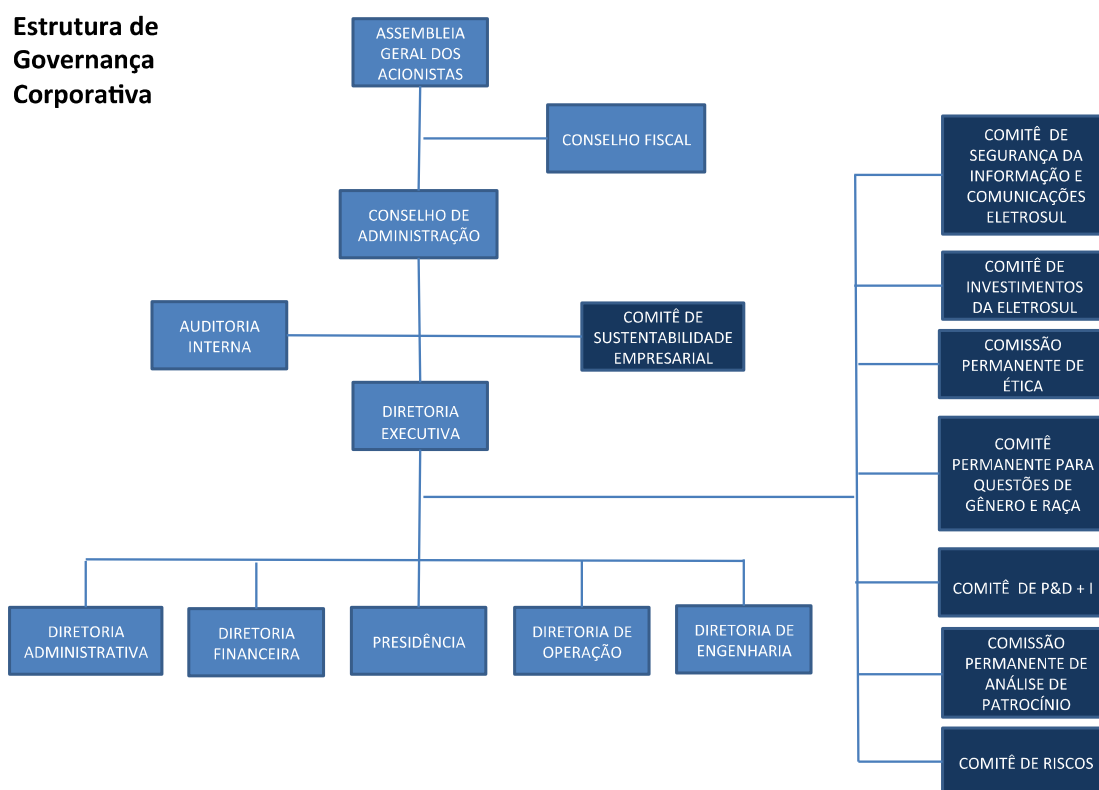 Estrutura de
Governança
Corporativa
ASSEMBLEIA
GERAL DOS
ACIONISTAS
CONSELHO FISCAL
CONSELHO DE
ADMINISTRAÇÃO
AUDITORIA
INTERNA
COMITÊ DE
SUSTENTABILIDADE
EMPRESARIAL
DIRETORIA
EXECUTIVA
DIRETORIA
ADMINISTRATIVA
DIRETORIA
FINANCEIRA
PRESIDÊNCIA
DIRETORIA DE
OPERAÇÃO
DIRETORIA DE
ENGENHARIA
COMITÊ DE
SEGURANÇA DA
INFORMAÇÃO E
COMUNICAÇÕES
ELETROSUL
COMITÊ DE
INVESTIMENTOS
DA ELETROSUL
COMISSÃO
PERMANENTE DE
ÉTICA
COMITÊ
PERMANENTE PARA
QUESTÕES DE
GÊNERO E RAÇA
COMITÊ DE P&D + I
COMISSÃO
PERMANENTE DE
ANÁLISE DE
PATROCÍNIO
COMITÊ DE RISCOS